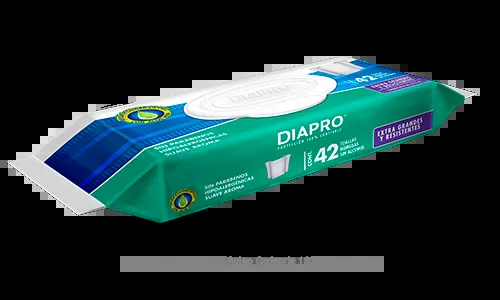 DIAPRO
42
SIN PARABENOS
HIPOALERGÉNICAS
SUAVE AROMA
DIAPRO
PROTECCIÓN 100% CONFIABLE
CONT. 42 TOALLAS
HÚMEDAS
SIN ALCOHOL
EXTRA GRANDES
Y RESISTENTES
SIN PARABENOS
HIPOALERGÉNICAS
SUAVE AROMA